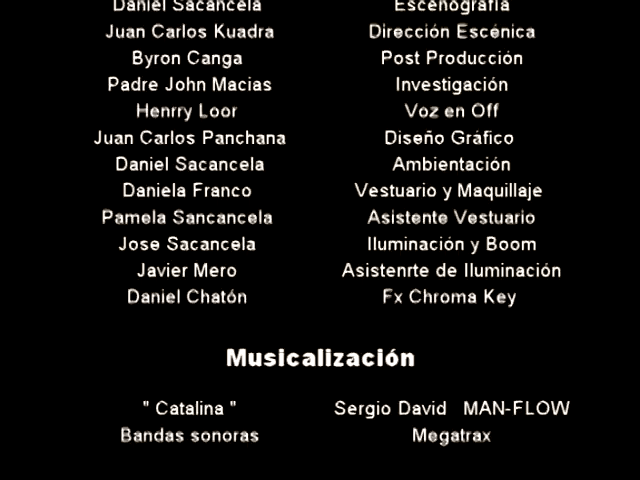 Daniel Sacancela Escenografía
Juan Carlos Kuadra Dirección Escénica
Byron Canga Post Producción
Padre John Macias Investigación
Henrry Loor Voz en Off
Juan Carlos Panchana Diseño Gráfico
Daniel Sacancela Ambientación
Daniela Franco Vestuario y Maquillaje
Pamela Sancancela Asistente Vestuario
Jose Sacancela Iluminación y Boom
Javier Mero Asistenrte de Iluminación
Daniel Chatón Fx Chroma Key
Musicalización
" Catalina " Sergio David MAN-FLOW
Bandas sonoras Megatrax